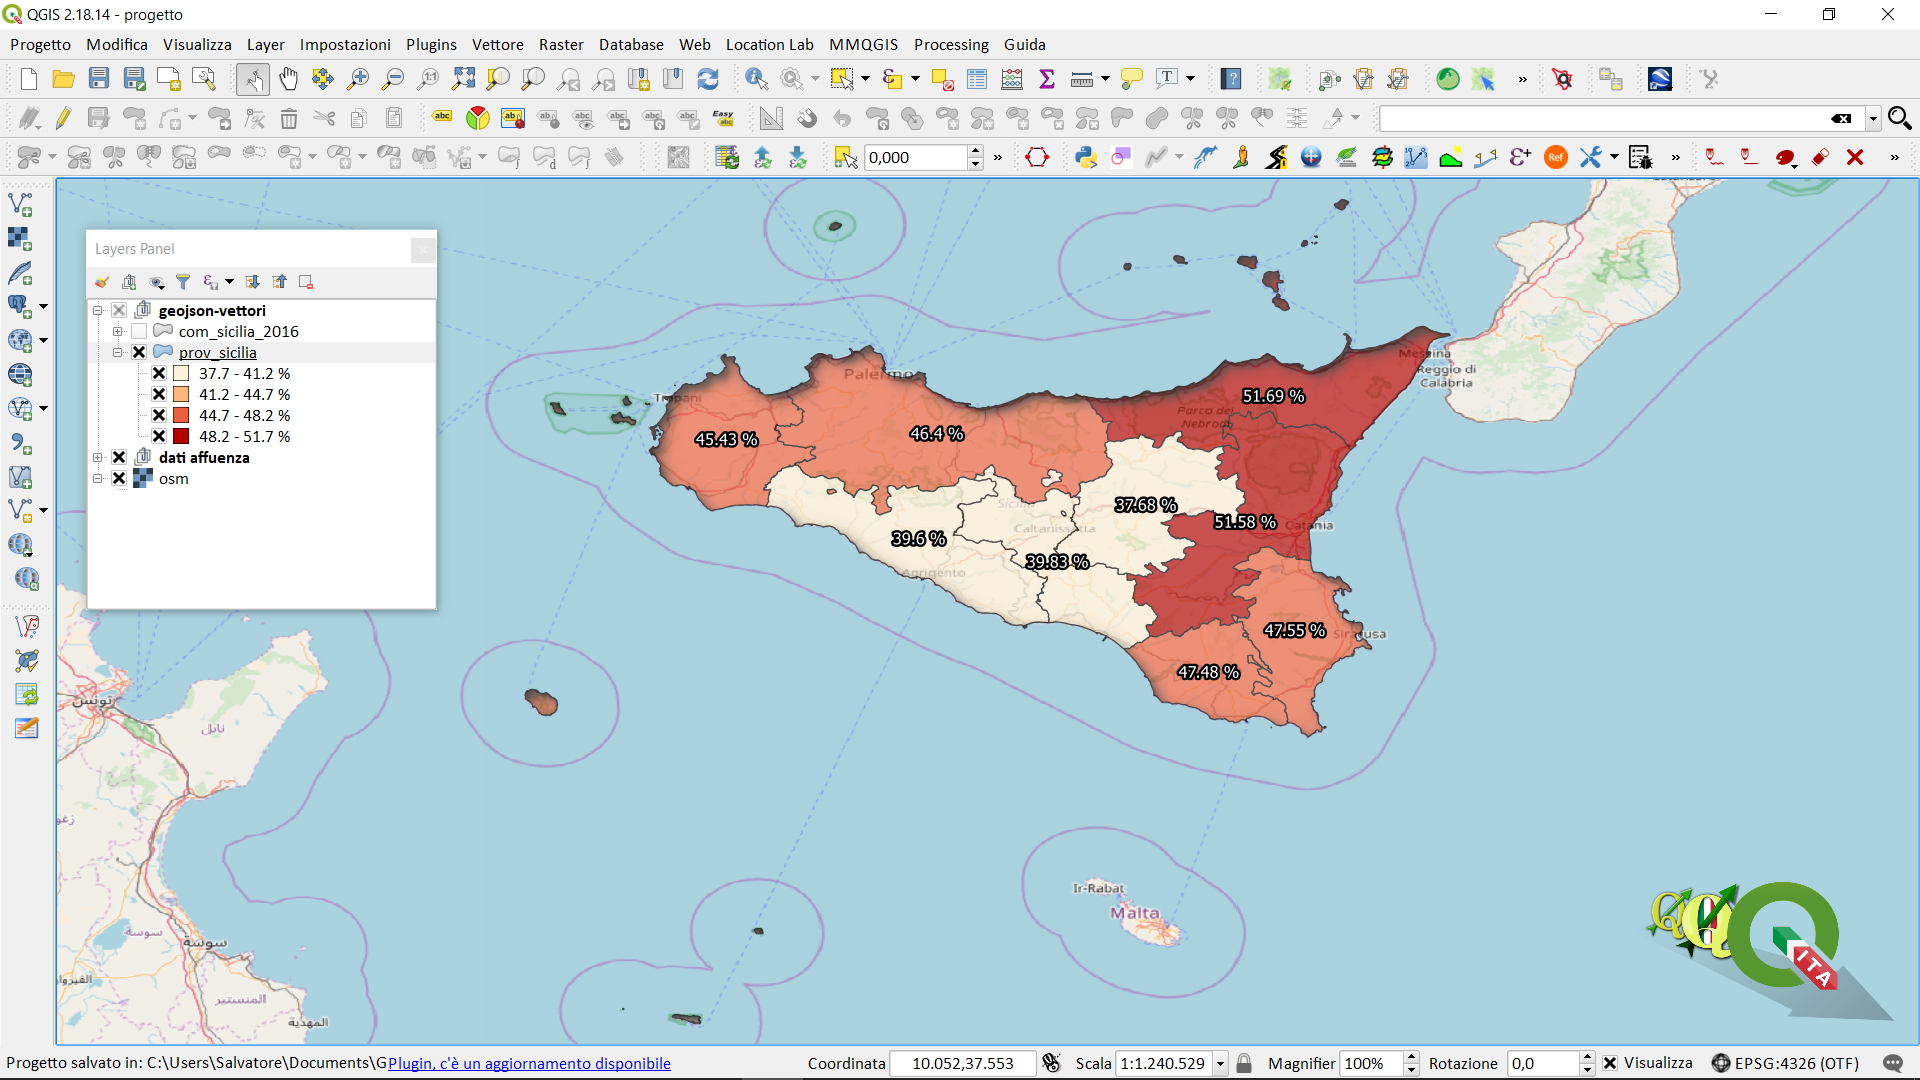 QGIS 2.18.14 - progetto
Progetto Modifica Visualizza Layer Impostazioni Plugins Vettore Raster Database Web Location Lab MMQGIS Processing Guida
abc
Easy
abc
0,000
Ref
Layers Panel
geojson-vettori
com_sicilia_2016
prov_sicilia
37.7 - 41.2 %
41.2 - 44.7 %
44.7 - 48.2 %
48.2 - 51.7 %
dati affuenza
osm
Messina
Reggio di
Calabria
Palermo
Trapani
51.69 %
Parco dei
Nebrodi
45.43 %
46.4 %
37.68 %
Sicilia
Caltanissetta
51.58 %
Catania
39.6 %
39.83 %
Agrigento
47.55 %
Siracusa
47.48 %
تونس
نابل
سوسة
سوسة
المنستير
المهدية
Ir-Rabat
Malta
ITA
Progetto salvato in: C:\Users\Salvatore\Documents\G Plugin, c'è un aggiornamento disponibile Coordinata 10.052,37.553 Scala 1:1.240.529 Magnifier 100% Rotazione 0,0 Visualizza EPSG:4326 (OTF)